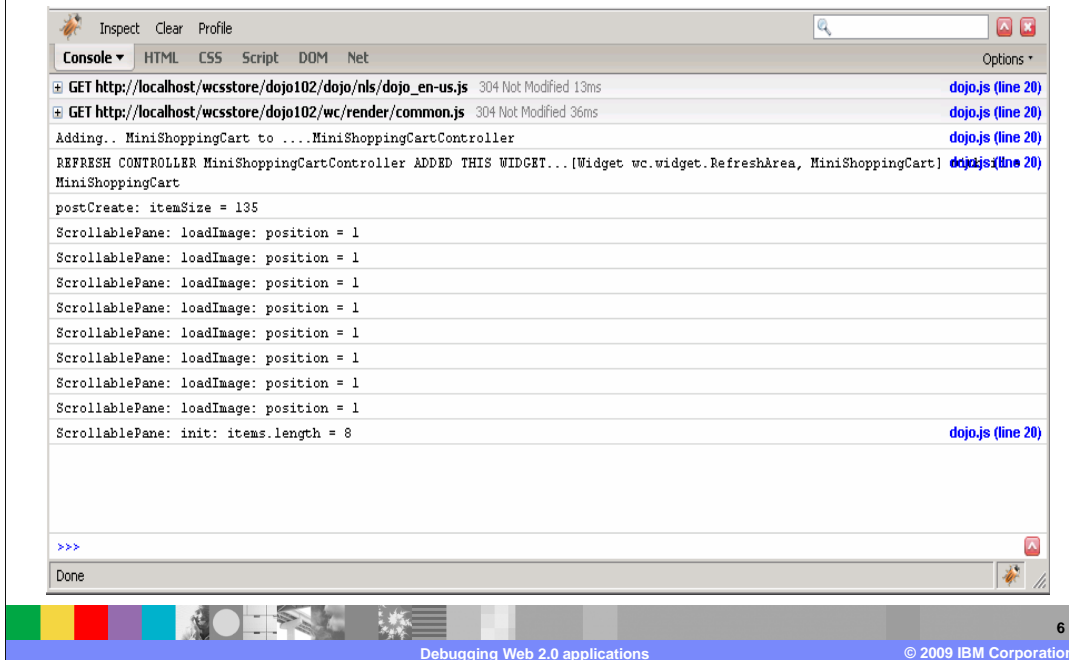 Inspect Clear Profile
Console HTML CSS Script DOM Net Options
GET http://localhost/wcsstore/dojo102/dojo/nls/dojo_en-us.js 304 Not Modified 13ms dojo.js (line 20)
GET http://localhost/wcsstore/dojo102/wc/render/common.js 304 Not Modified 36ms dojo.js (line 20)
Adding.. MiniShoppingCart to ....MiniShoppingCartController dojo.js (line 20)
REFRESH CONTROLLER MiniShoppingCartController ADDED THIS WIDGET...[Widget wc.widget.RefreshArea, MiniShoppingCart] dojo.js (line 20)
MiniShoppingCart
postCreate: itemSize = 135
ScrollablePane: loadImage: position = 1
ScrollablePane: loadImage: position = 1
ScrollablePane: loadImage: position = 1
ScrollablePane: loadImage: position = 1
ScrollablePane: loadImage: position = 1
ScrollablePane: loadImage: position = 1
ScrollablePane: loadImage: position = 1
ScrollablePane: loadImage: position = 1
ScrollablePane: init: items.length = 8 dojo.js (line 20)
>>>
Done
6
Debugging Web 2.0 applications © 2009 IBM Corporation